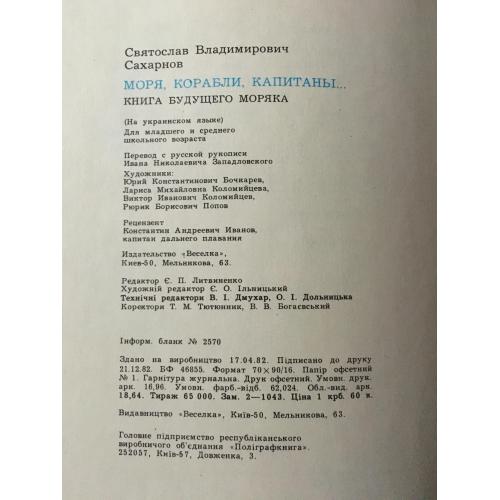 Святослав Владимирович
Сахарнов
МОРЯ, КОРАБЛИ, КАПИТАНЫ...
КНИГА БУДУЩЕГО МОРЯКА
(На украинском языке)
Для младшего и среднего
школьного возраста
Перевод с русской рукописи
Ивана Николаевича Западловского
Художники:
Юрий Константинович Бочкарев,
Лариса Михайловна Коломийцева,
Виктор Иванович Коломийцев,
Рюрик Борисович Попов
Рецензент
Константин Андреевич Иванов,
капитан дальнего плавания
Издательство «Веселка»,
Киев-50, Мельникова, 63.
Редактор Є. П. Литвиненко
Художній редактор Є. О. Ільницький
Технічні редактори В. І. Дмухар, О. І. Дольницька
Коректори Т. М. Тютюнник, В. В. Богаєвський
Інформ. бланк № 2570
Здано на виробництво 17.04.82. Підписано до друку
21.12.82. БФ 46855. Формат 70×90/16. Папір офсетний
№ 1. Гарнітура журнальна. Друк офсетний. Умовн. друк.
арк. 16,96. Умовн. фарб.-відб. 62,024. Обл.-вид. арк.
18,64. Тираж 65 000. Зам. 2—1043. Ціна 1 крб. 60 к.
Видавництво «Веселка», Київ-50, Мельникова, 63.
Головне підприємство республіканського
виробничого об'єднання «Поліграфкнига».
252057, Київ-57, Довженка, 3.